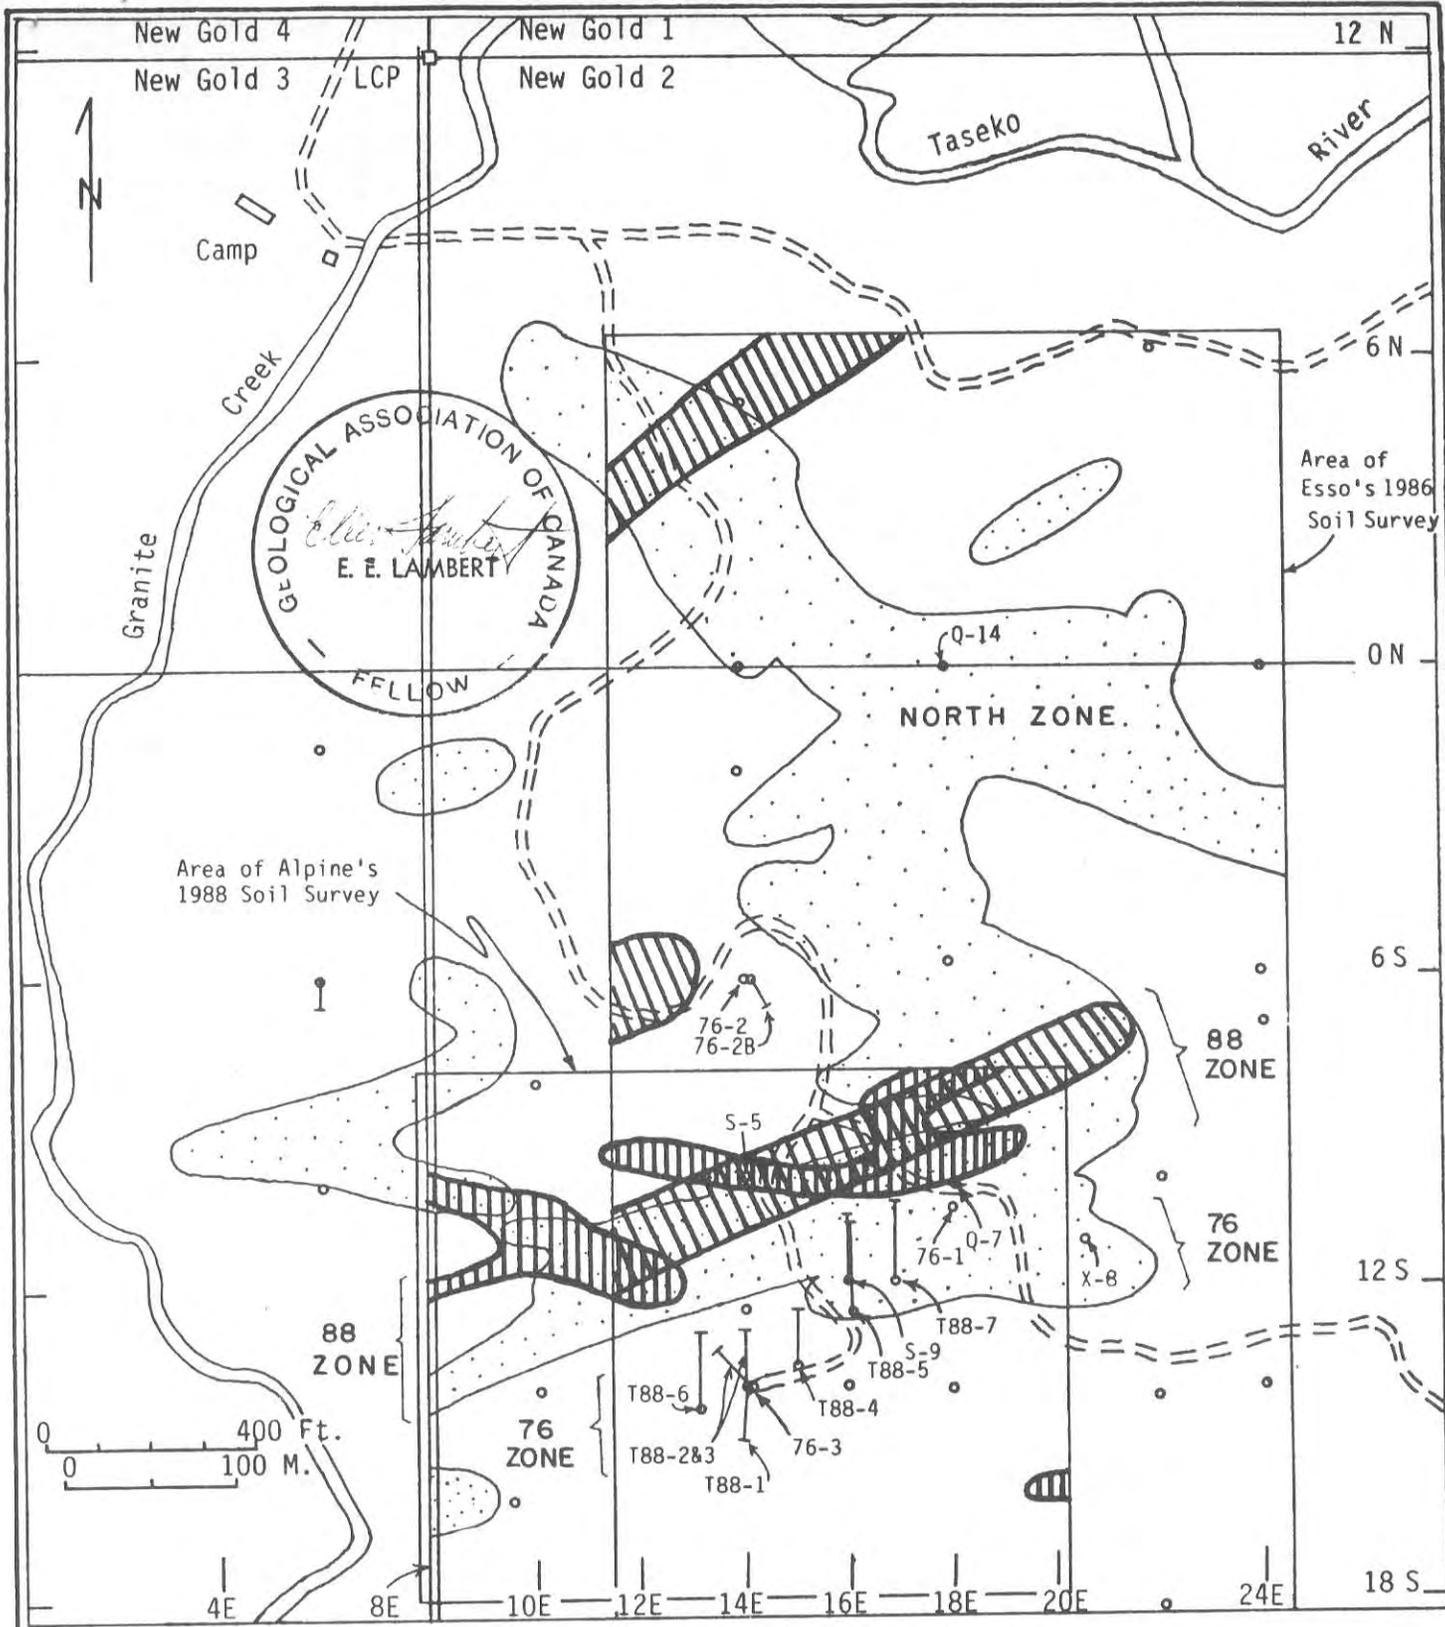 New Gold 4
New Gold 1
12 N
New Gold 3
LCP
New Gold 2
Taseko
River
N
Camp
6 N
Creek
Granite
GEOLOGICAL ASSOCIATION OF CANADA
E. E. LAMBERT
FELLOW
Area of
Esso's 1986
Soil Survey
Q-14
0 N
NORTH ZONE.
Area of Alpine's
1988 Soil Survey
6 S
76-2
76-2B
88
ZONE
S-5
76-1
Q-7
76
ZONE
X-8
12 S
88
ZONE
T88-7
S-9
T88-5
T88-6
T88-4
76
ZONE
T88-2&3
76-3
T88-1
0
400 Ft.
0
100 M.
18 S
4E
8E
10E
12E
14E
16E
18E
20E
24E